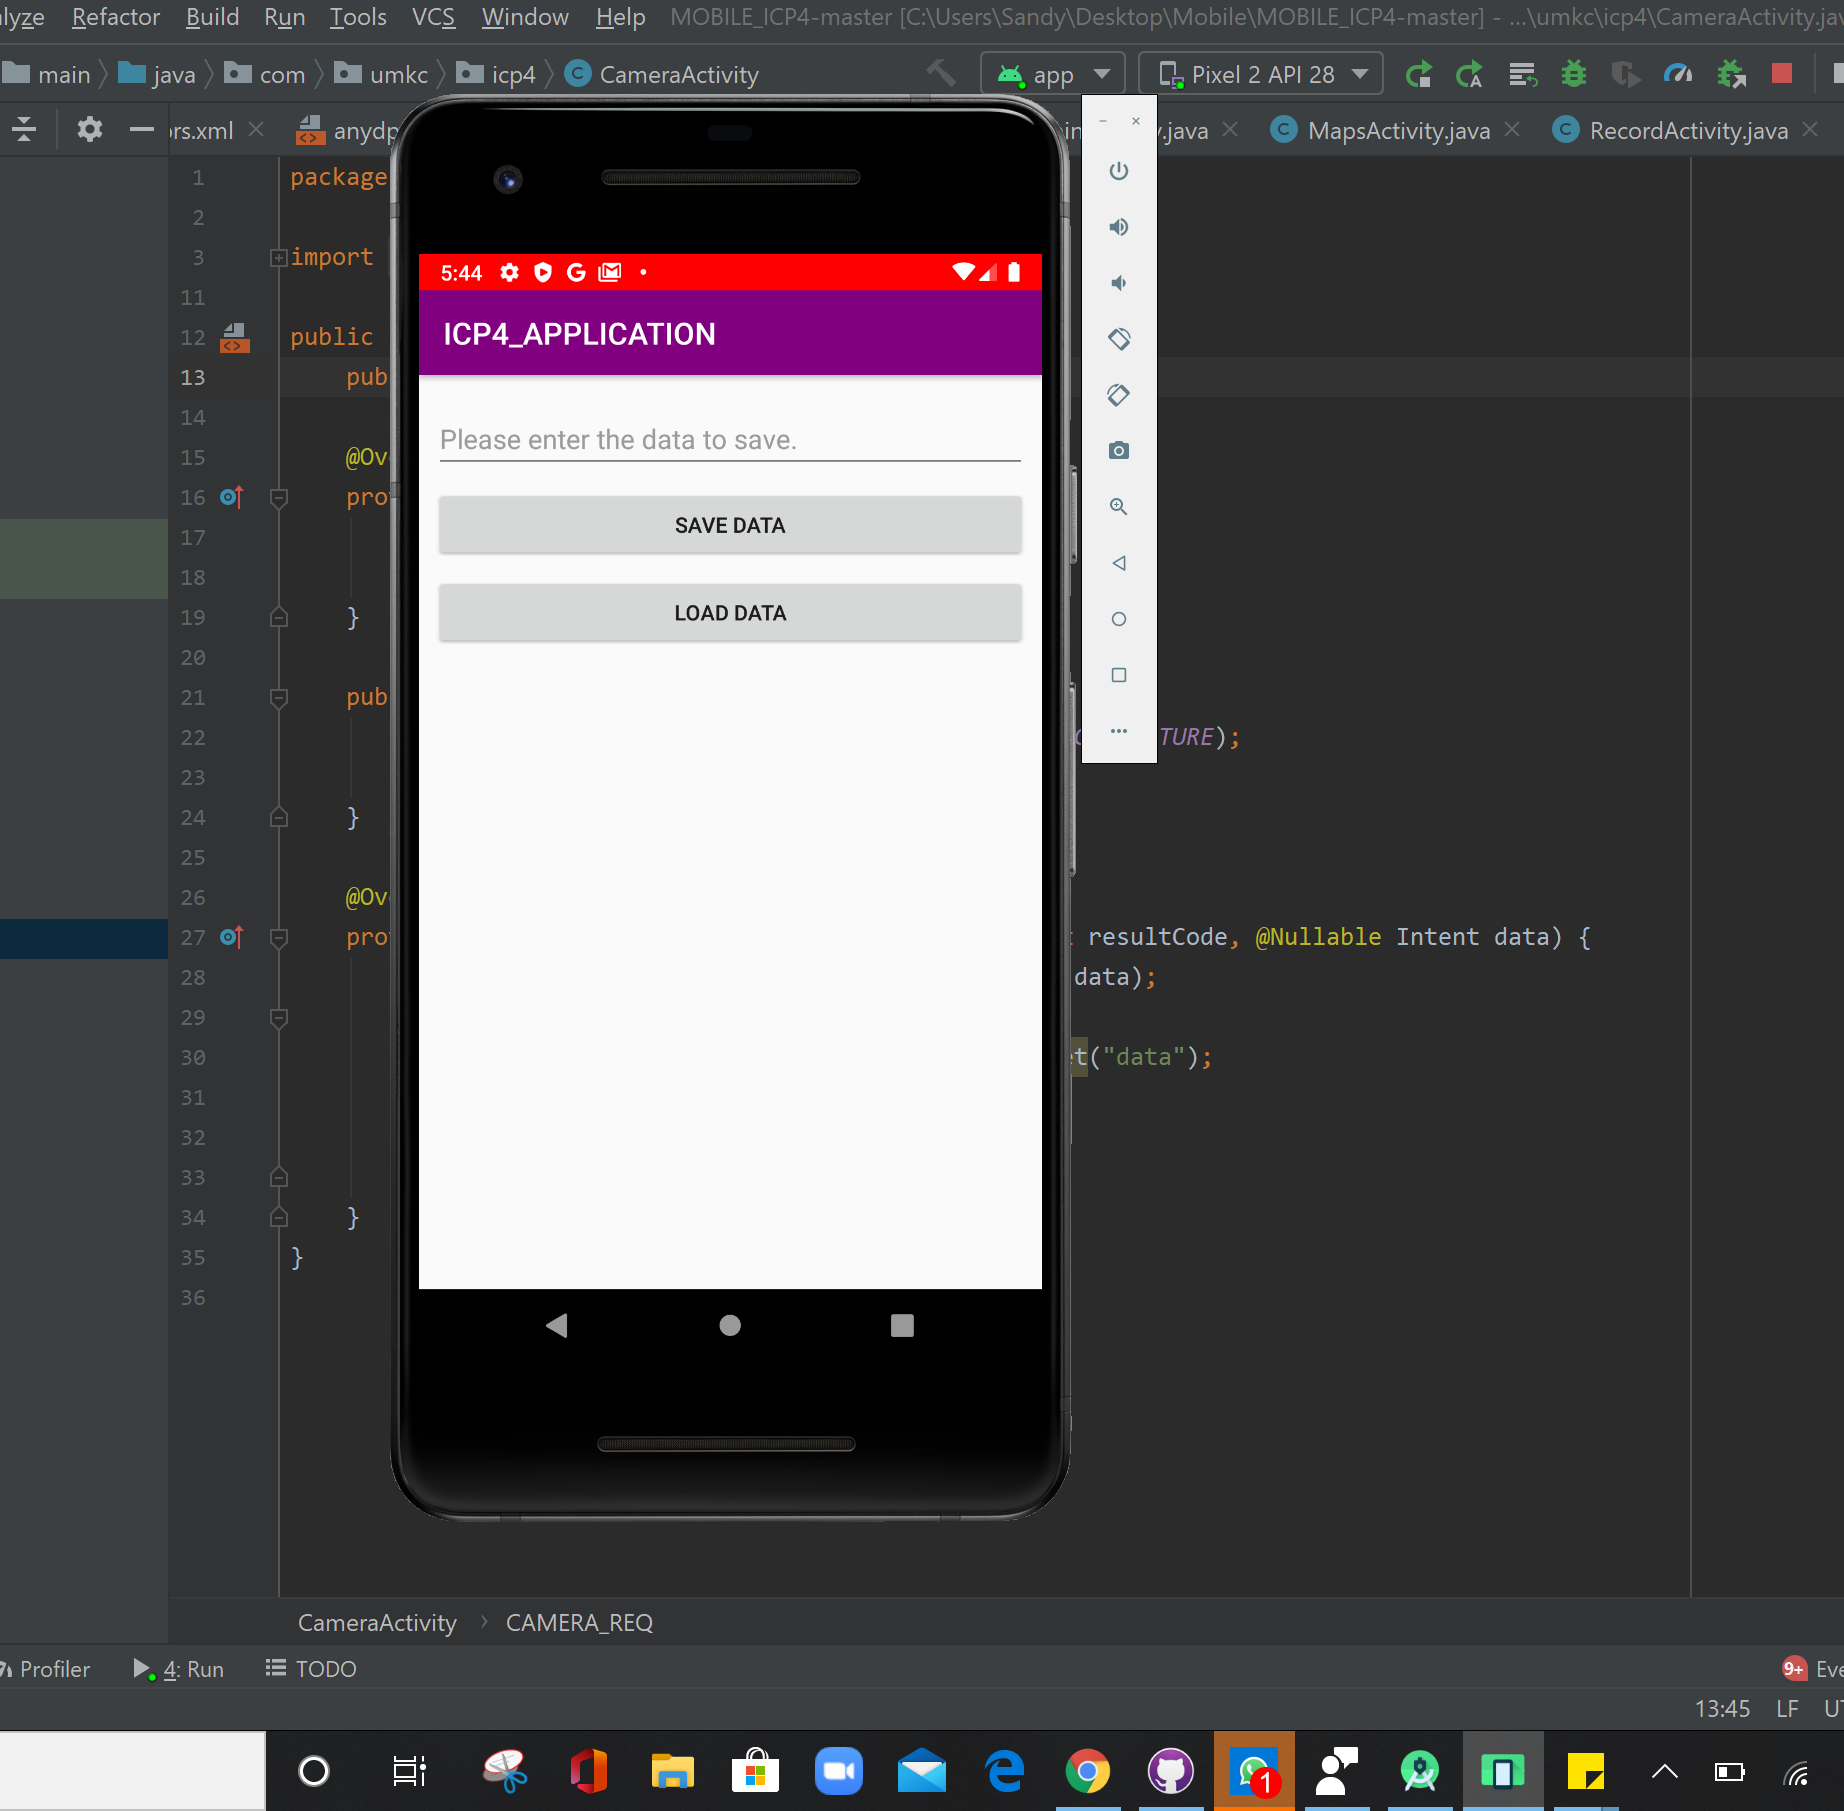 lyze Refactor Build Run Tools VCS Window Help MOBILE_ICP4-master [C:\Users\Sandy\Desktop\Mobile\MOBILE_ICP4-master] - ...\umkc\icp4\CameraActivity.ja
main java com umkc icp4 CameraActivity app Pixel 2 API 28
rs.xml anydp .java MapsActivity.java RecordActivity.java
1 package
2
3 import
11
12 public
13 pub
14
15 @Ov
16 pro
17
18
19 }
20
21 pub
22 TURE);
23
24 }
25
26 @Ov
27 pro resultCode, @Nullable Intent data) {
28 data);
29
30 et("data");
31
32
33
34 }
35 }
36
5:44
ICP4_APPLICATION
Please enter the data to save.
SAVE DATA
LOAD DATA
CameraActivity CAMERA_REQ
Profiler 4: Run TODO 9+ Eve
13:45 LF UT
1